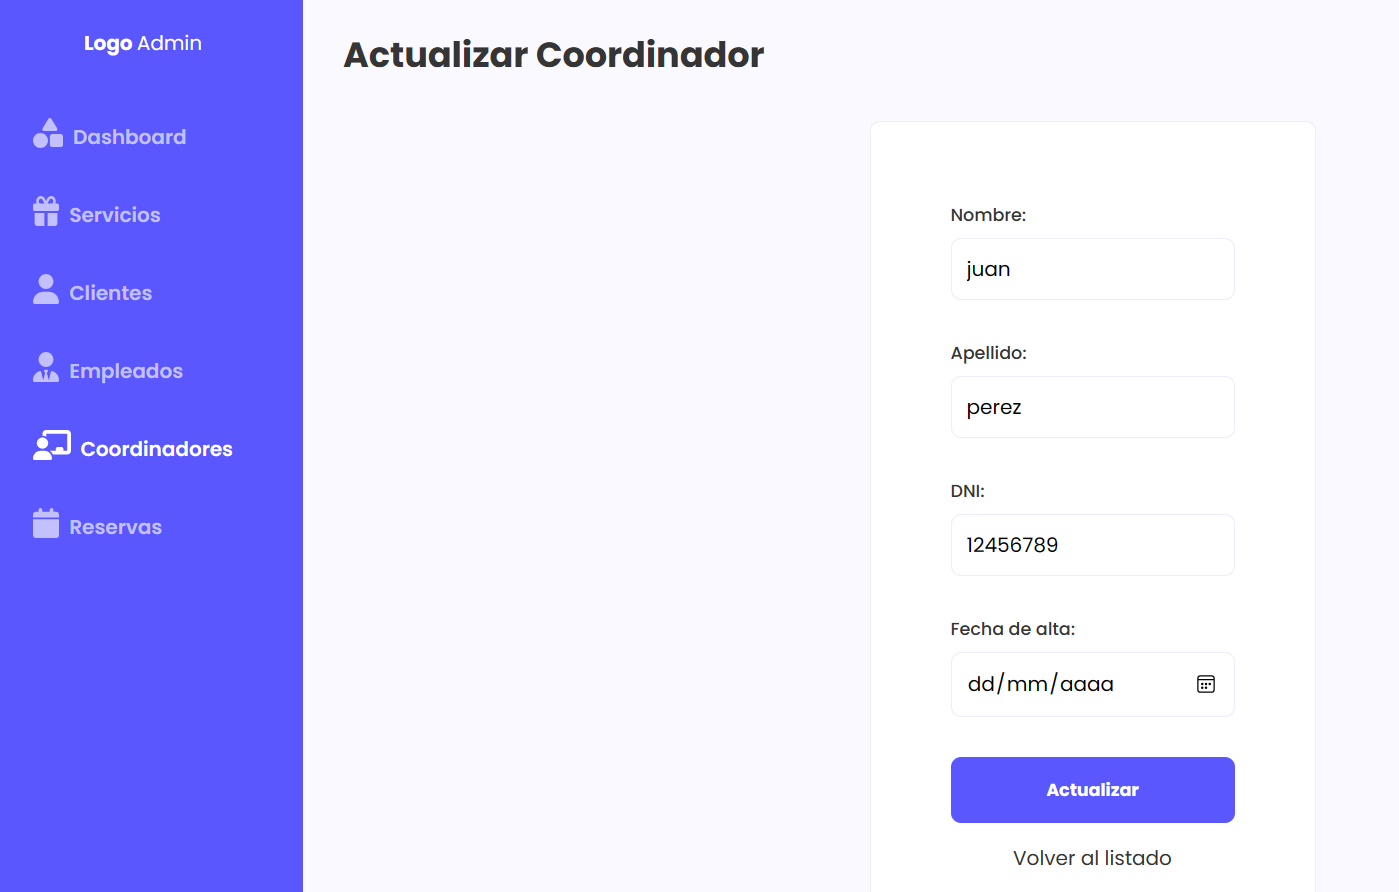 Logo Admin
Dashboard
Servicios
Clientes
Empleados
Coordinadores
Reservas
Actualizar Coordinador
Nombre:
juan
Apellido:
perez
DNI:
12456789
Fecha de alta:
dd/mm/aaaa
Actualizar
Volver al listado